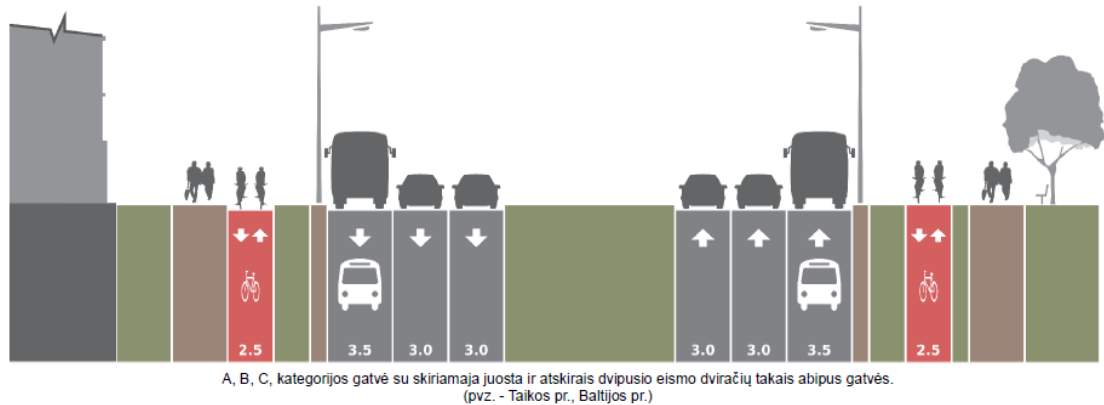 2.5 3.5 3.0 3.0 3.0 3.0 3.5 2.5
A, B, C, kategorijos gatvė su skiriamaja juosta ir atskirais dvipusio eismo dviračių takais abipus gatvės.
(pvz. - Taikos pr., Baltijos pr.)